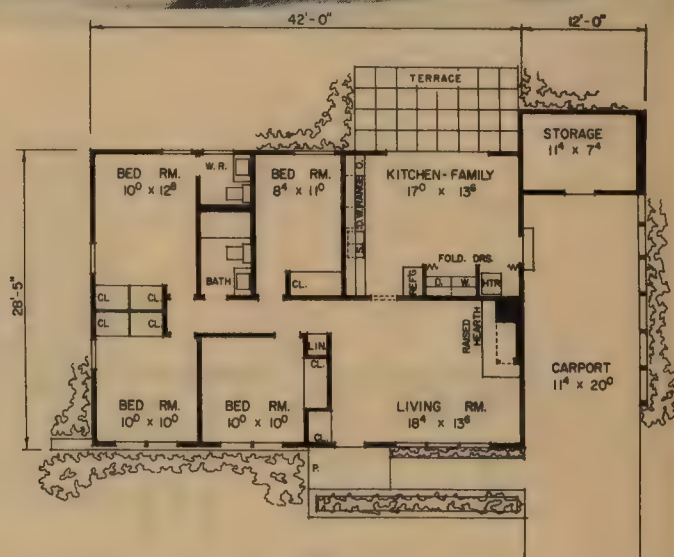 42'-0"
12'-0"
TERRACE
STORAGE
11⁴ x 7⁴
W.R.
BED RM.
10⁰ x 12⁸
BED RM.
8⁴ x 11⁰
KITCHEN-FAMILY
17⁰ x 13⁶
O.
RANGE
D.W.
S.
28'-5"
BATH
FOLD. DRS.
CL.
CL.
CL.
REF'G
D.
W.
HTR
CL.
CL.
LIN.
CL.
RAISED
HEARTH
CARPORT
11⁴ x 20⁰
BED RM.
10⁰ x 10⁰
BED RM.
10⁰ x 10⁰
LIVING RM.
18⁴ x 13⁶
CL.
P.